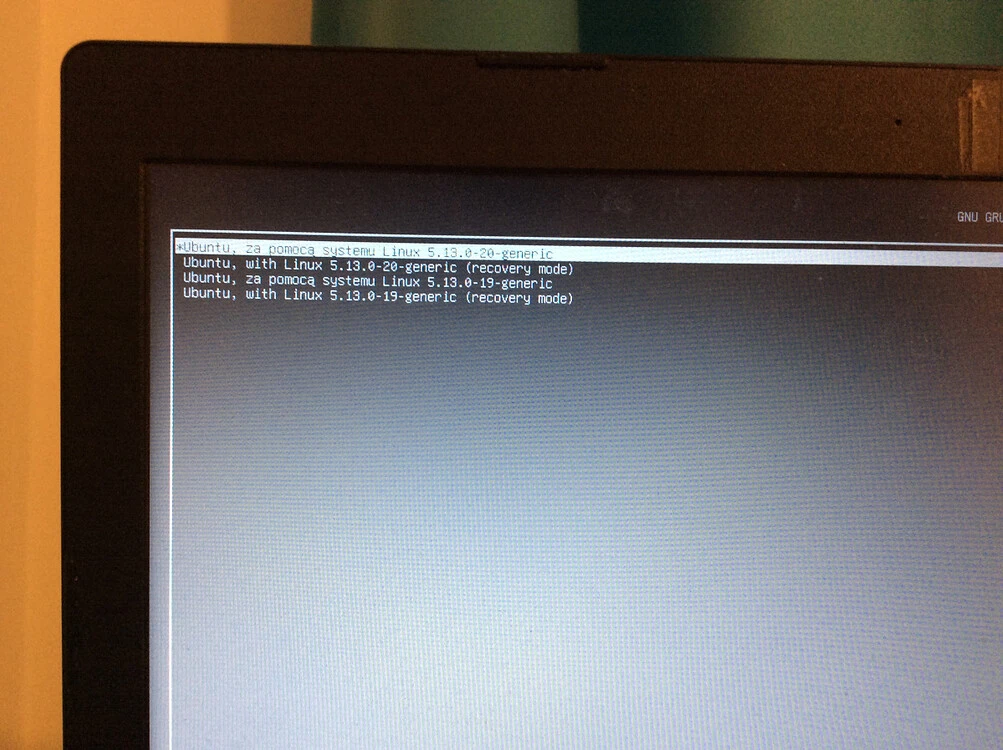 GNU GRU
*Ubuntu, za pomocą systemu Linux 5.13.0-20-generic
Ubuntu, with Linux 5.13.0-20-generic (recovery mode)
Ubuntu, za pomocą systemu Linux 5.13.0-19-generic
Ubuntu, with Linux 5.13.0-19-generic (recovery mode)